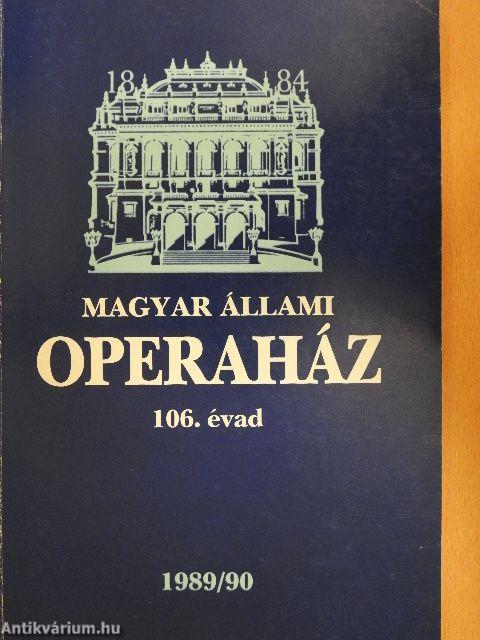 18 84
MAGYAR ÁLLAMI
OPERAHÁZ
106. évad
1989/90
Antikvárium.hu